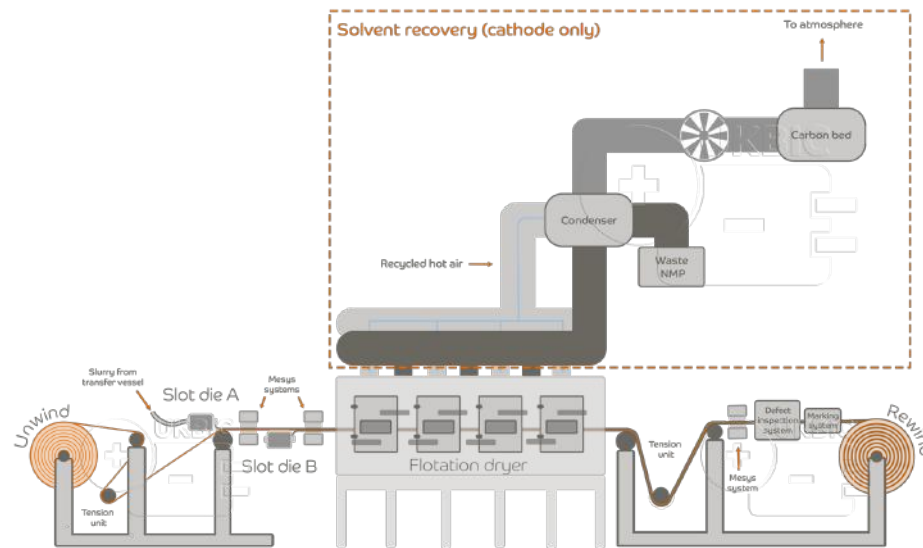 Solvent recovery (cathode only)
To atmosphere
Carbon bed
Condenser
Recycled hot air
Waste
NMP
Slurry from
transfer vessel
Slot die A
Mesys
systems
Unwind
Slot die B
Tension
unit
Flotation dryer
Tension
unit
Defect
inspection
system
Marking
system
Rewind
Mesys
system
UKBIC